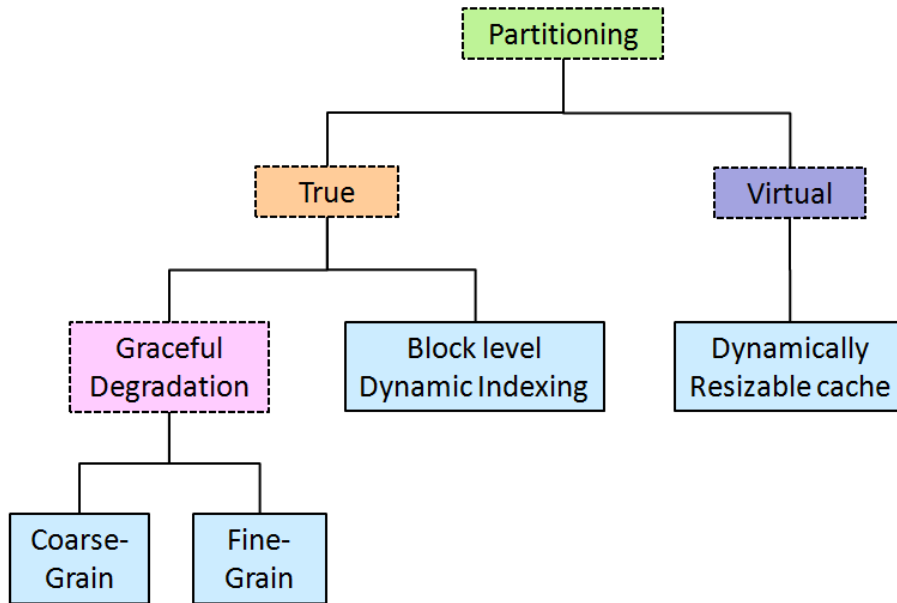 Partitioning
True
Virtual
Graceful
Degradation
Block level
Dynamic Indexing
Dynamically
Resizable cache
Coarse-
Grain
Fine-
Grain